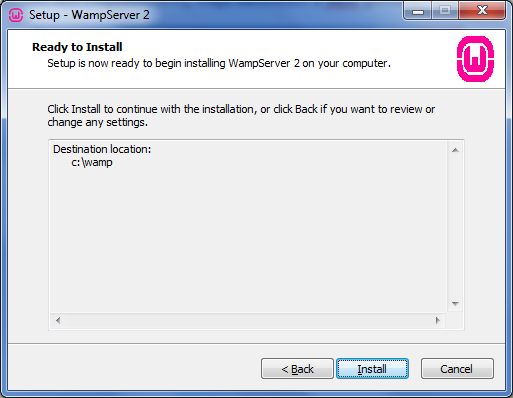 Setup - WampServer 2
Ready to Install
Setup is now ready to begin installing WampServer 2 on your computer.
W
Click Install to continue with the installation, or click Back if you want to review or
change any settings.
Destination location:
c:\wamp
< Back
Install
Cancel